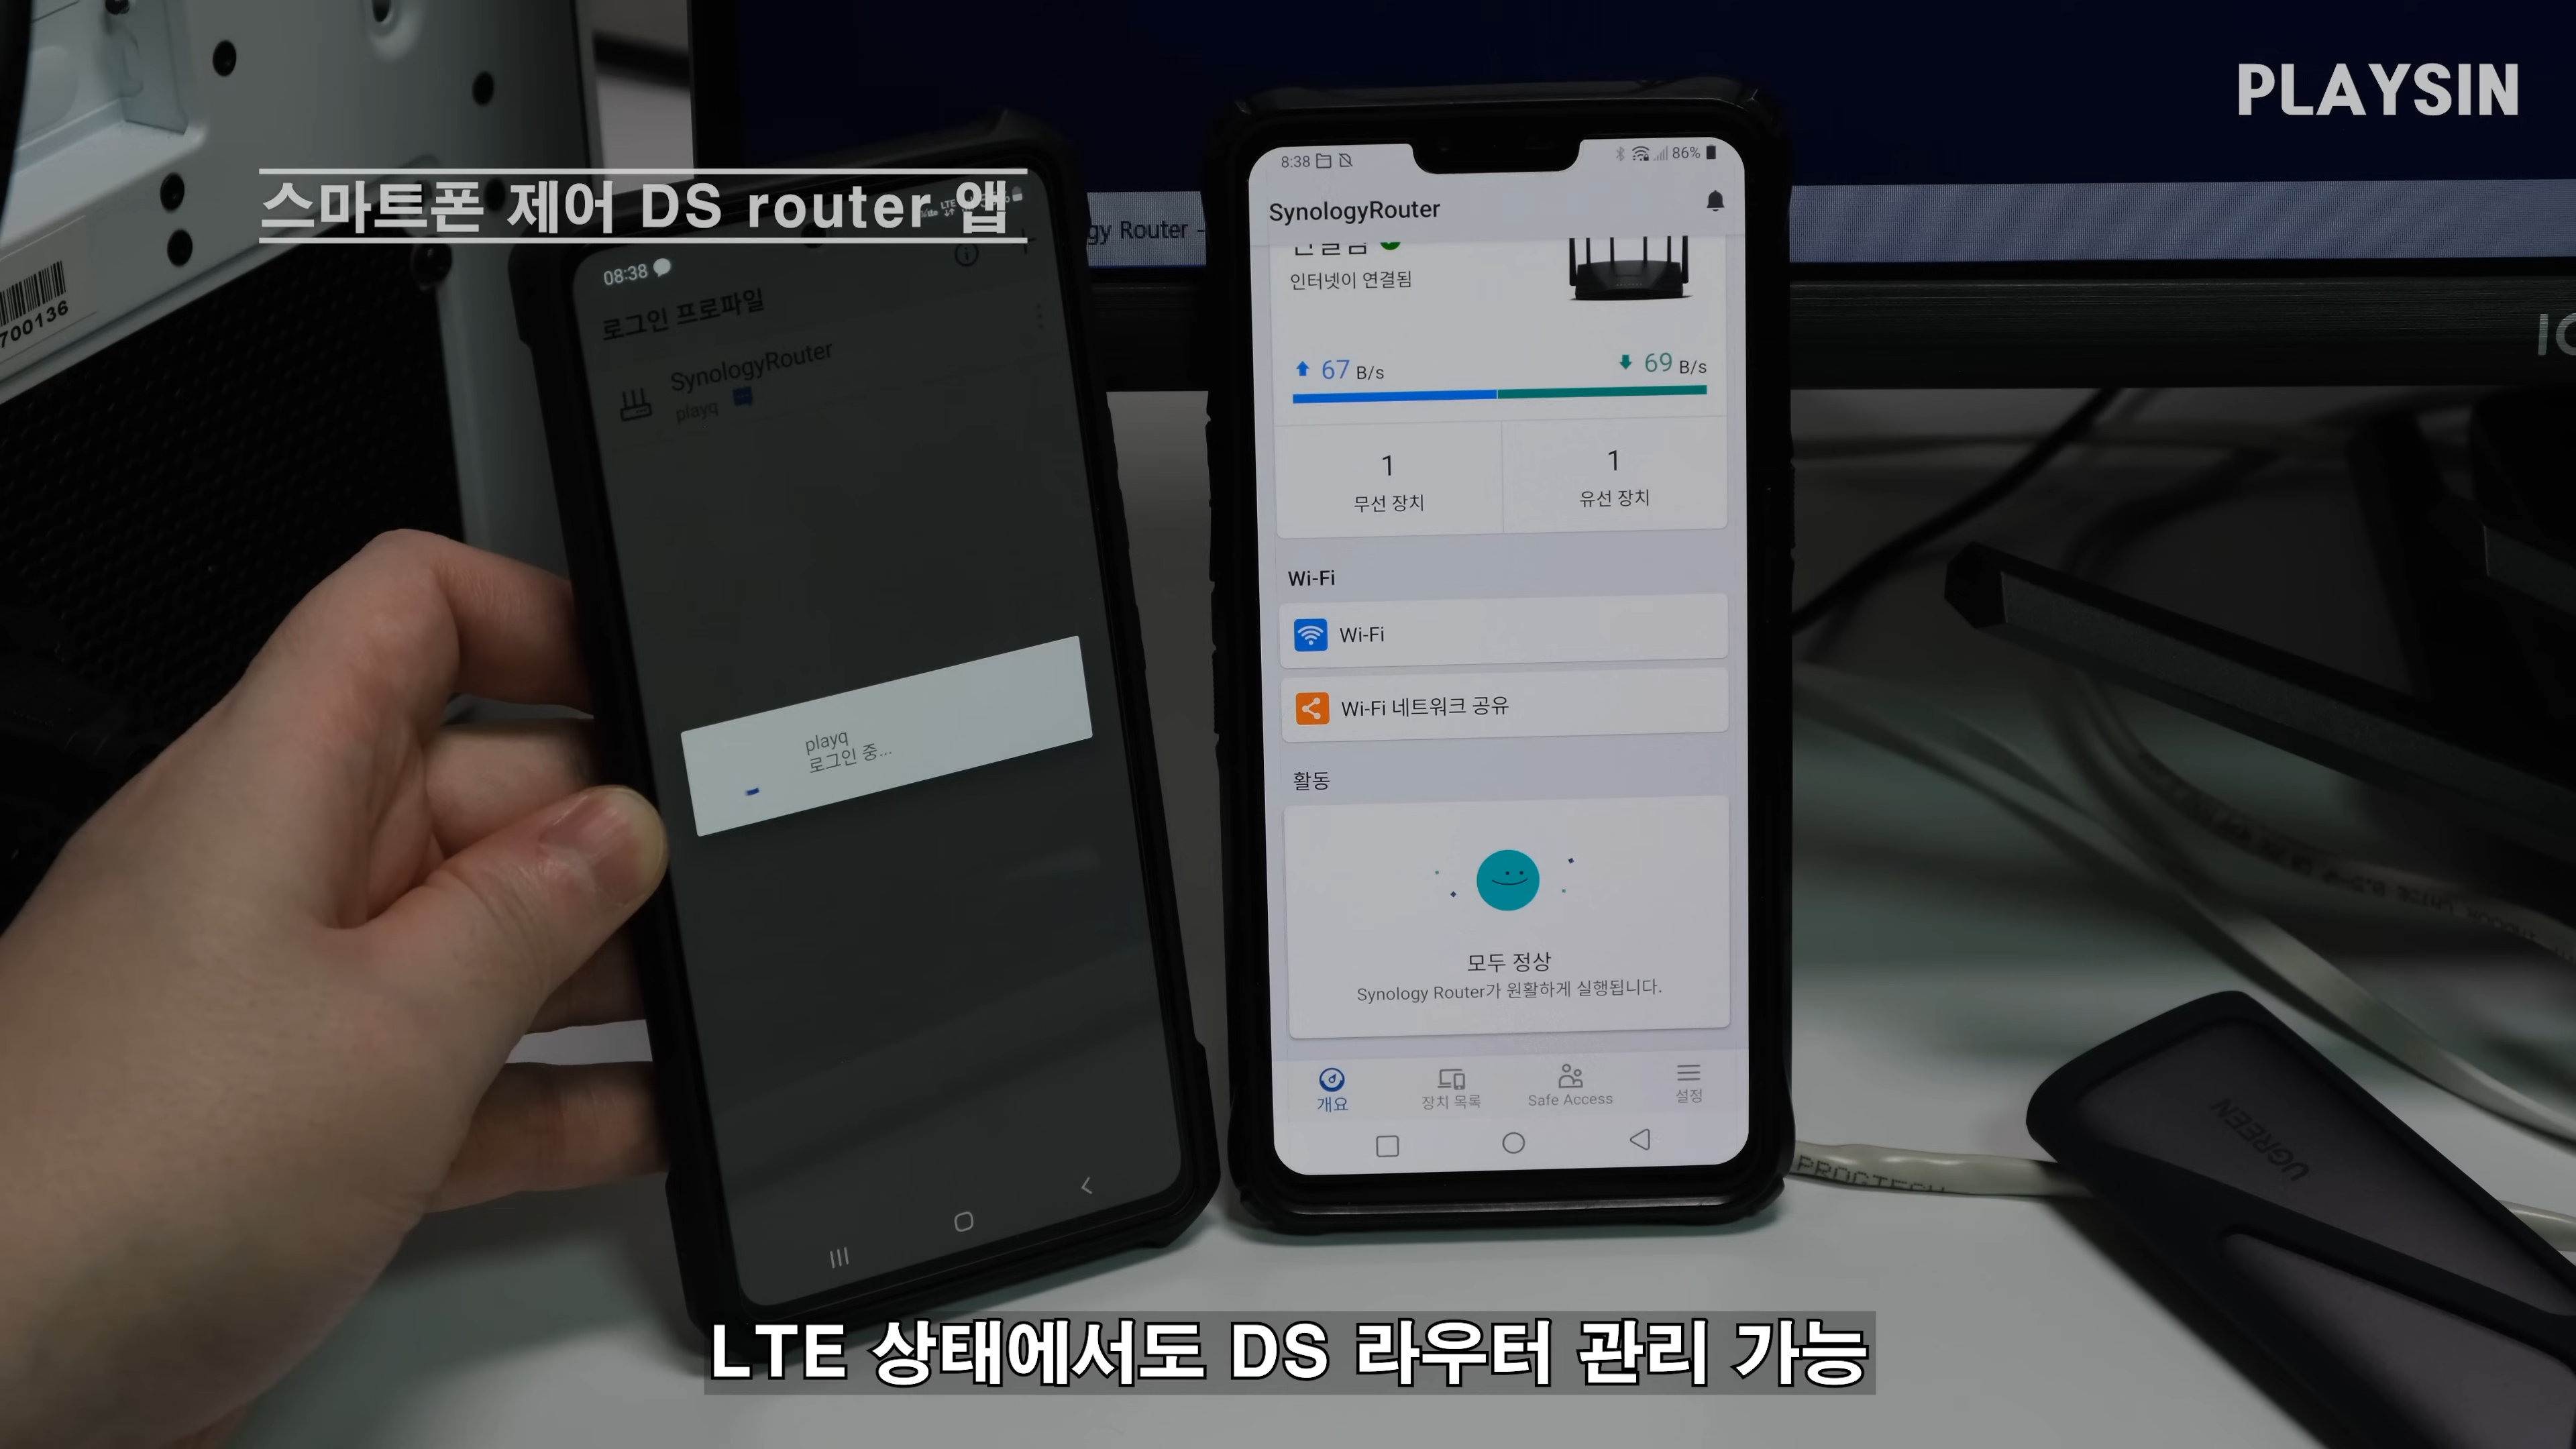 PLAYSIN
스마트폰 제어 DS router 앱
700136
gy Router -
08:38
로그인 프로파일
SynologyRouter
playq
playq
로그인 중...
8:38
86%
SynologyRouter
인터넷이 연결됨
67 B/s
69 B/s
1
무선 장치
1
유선 장치
Wi-Fi
Wi-Fi
Wi-Fi 네트워크 공유
활동
모두 정상
Synology Router가 원활하게 실행됩니다.
개요
장치 목록
Safe Access
설정
UGREEN
LTE 상태에서도 DS 라우터 관리 가능